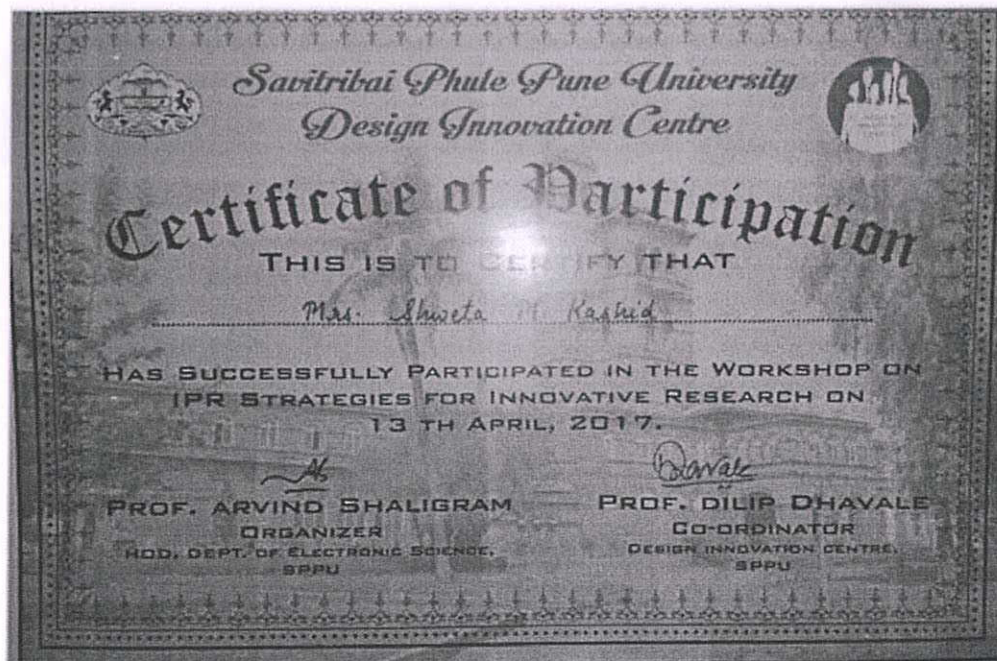 Savitribai Phule Pune University
Design Innovation Centre
Certificate of Participation
THIS IS TO CERTIFY THAT
Mrs. Shweta M. Kashid
HAS SUCCESSFULLY PARTICIPATED IN THE WORKSHOP ON
IPR STRATEGIES FOR INNOVATIVE RESEARCH ON
13 TH APRIL, 2017.
Dhavale
PROF. ARVIND SHALIGRAM
ORGANIZER
HOD, DEPT. OF ELECTRONIC SCIENCE,
SPPU
PROF. DILIP DHAVALE
CO-ORDINATOR
DESIGN INNOVATION CENTRE,
SPPU